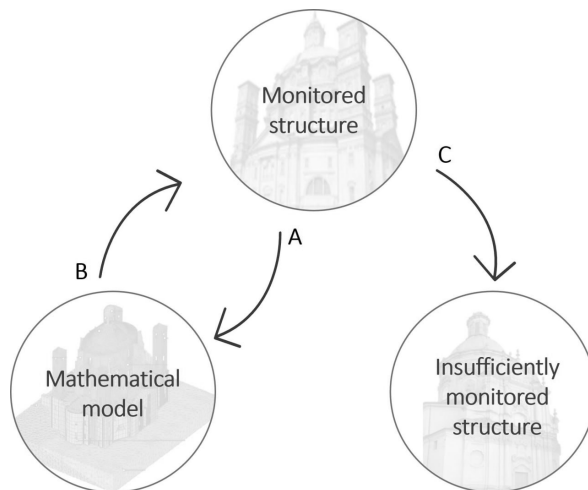 Monitored
structure
C
A
B
Mathematical
model
Insufficiently
monitored
structure